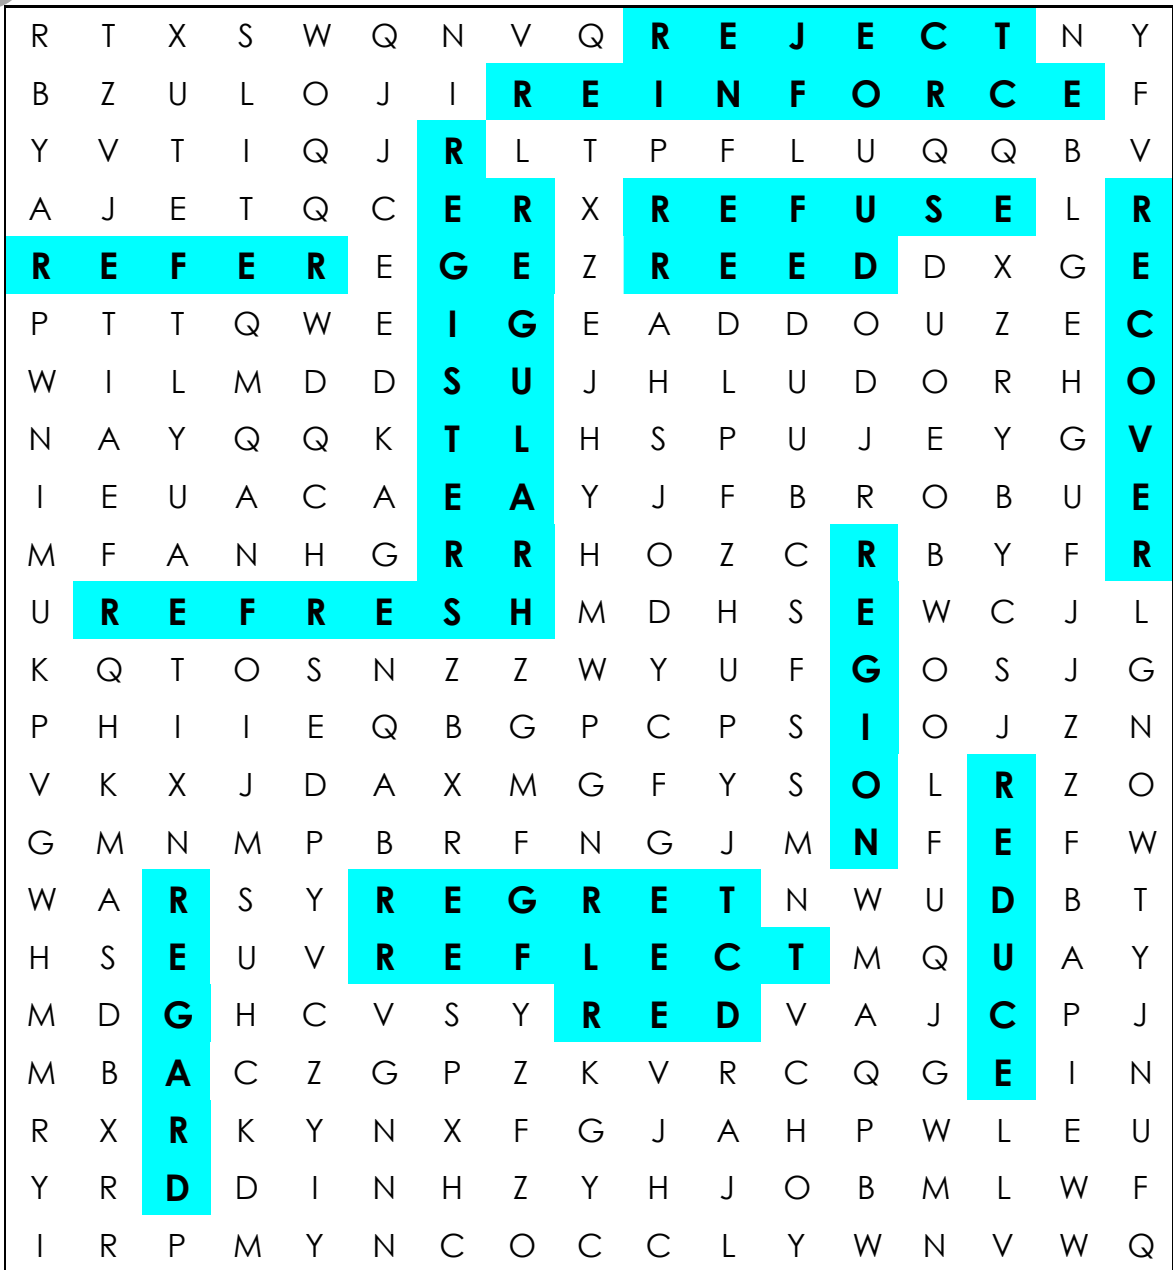 R T X S W Q N V Q R E J E C T N Y
B Z U L O J I R E I N F O R C E F
Y V T I Q J R L T P F L U Q Q B V
A J E T Q C E R X R E F U S E L R
R E F E R E G E Z R E E D D X G E
P T T Q W E I G E A D D O U Z E C
W I L M D D S U J H L U D O R H O
N A Y Q Q K T L H S P U J E Y G V
I E U A C A E A Y J F B R O B U E
M F A N H G R R H O Z C R B Y F R
U R E F R E S H M D H S E W C J L
K Q T O S N Z Z W Y U F G O S J G
P H I I E Q B G P C P S I O J Z N
V K X J D A X M G F Y S O L R Z O
G M N M P B R F N G J M N F E F W
W A R S Y R E G R E T N W U D B T
H S E U V R E F L E C T M Q U A Y
M D G H C V S Y R E D V A J C P J
M B A C Z G P Z K V R C Q G E I N
R X R K Y N X F G J A H P W L E U
Y R D D I N H Z Y H J O B M L W F
I R P M Y N C O C C L Y W N V W Q